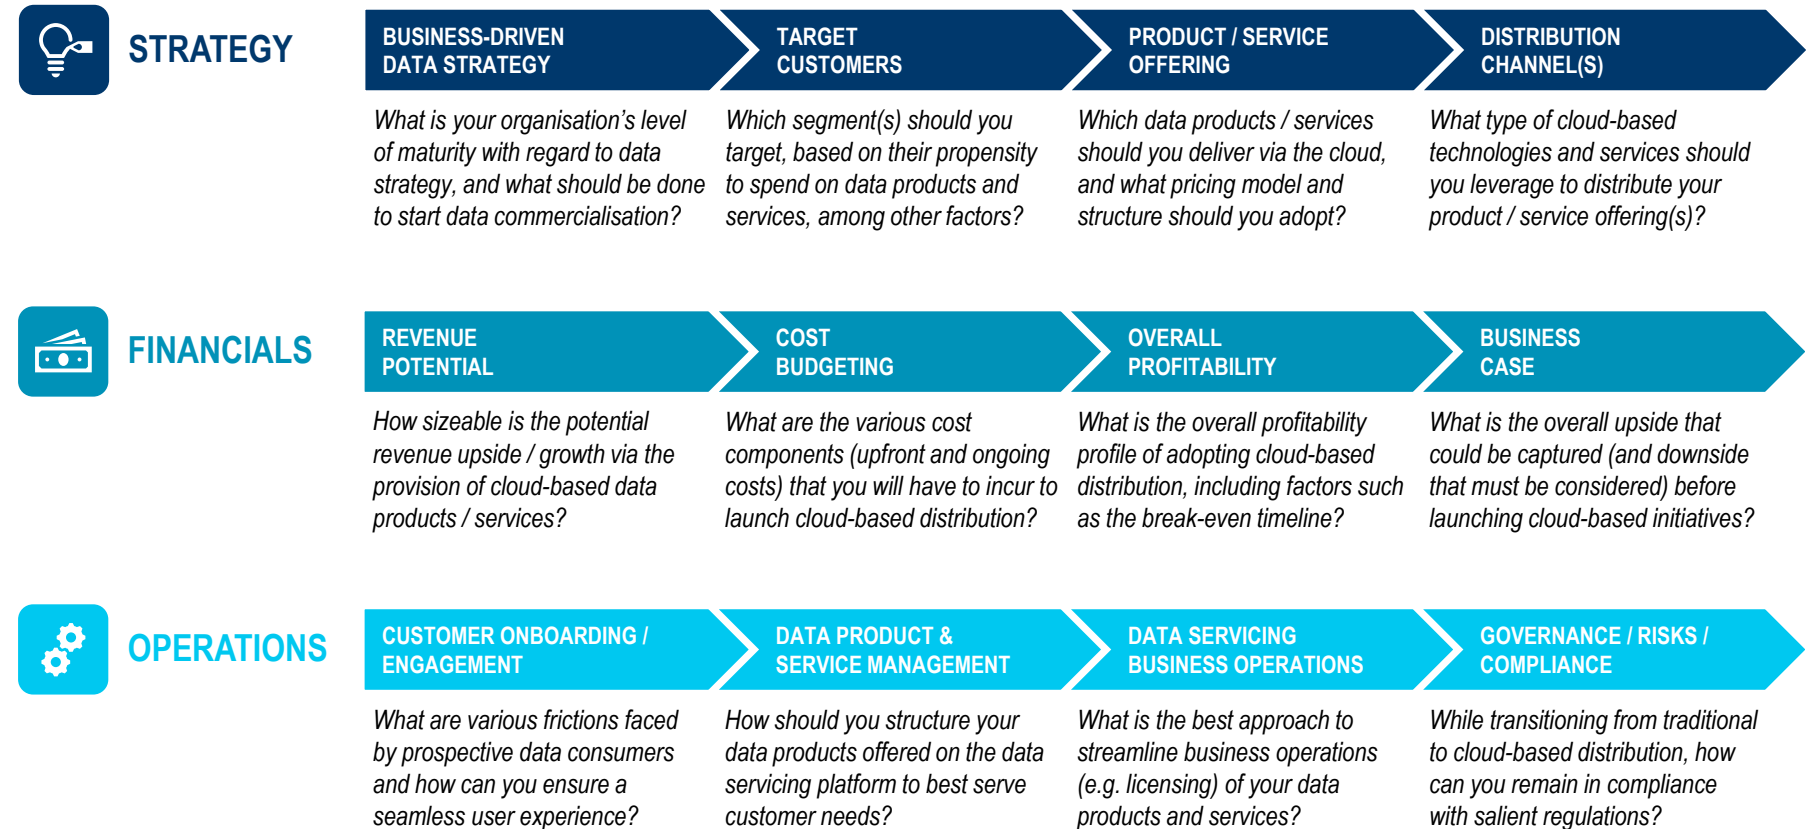 STRATEGY
BUSINESS-DRIVEN
DATA STRATEGY
What is your organisation's level
of maturity with regard to data
strategy, and what should be done
to start data commercialisation?
TARGET
CUSTOMERS
Which segment(s) should you
target, based on their propensity
to spend on data products and
services, among other factors?
PRODUCT / SERVICE
OFFERING
Which data products / services
should you deliver via the cloud,
and what pricing model and
structure should you adopt?
DISTRIBUTION
CHANNEL(S)
What type of cloud-based
technologies and services should
you leverage to distribute your
product / service offering(s)?
FINANCIALS
REVENUE
POTENTIAL
How sizeable is the potential
revenue upside / growth via the
provision of cloud-based data
products / services?
COST
BUDGETING
What are the various cost
components (upfront and ongoing
costs) that you will have to incur to
launch cloud-based distribution?
OVERALL
PROFITABILITY
What is the overall profitability
profile of adopting cloud-based
distribution, including factors such
as the break-even timeline?
BUSINESS
CASE
What is the overall upside that
could be captured (and downside
that must be considered) before
launching cloud-based initiatives?
OPERATIONS
CUSTOMER ONBOARDING /
ENGAGEMENT
What are various frictions faced
by prospective data consumers
and how can you ensure a
seamless user experience?
DATA PRODUCT &
SERVICE MANAGEMENT
How should you structure your
data products offered on the data
servicing platform to best serve
customer needs?
DATA SERVICING
BUSINESS OPERATIONS
What is the best approach to
streamline business operations
(e.g. licensing) of your data
products and services?
GOVERNANCE / RISKS /
COMPLIANCE
While transitioning from traditional
to cloud-based distribution, how
can you remain in compliance
with salient regulations?